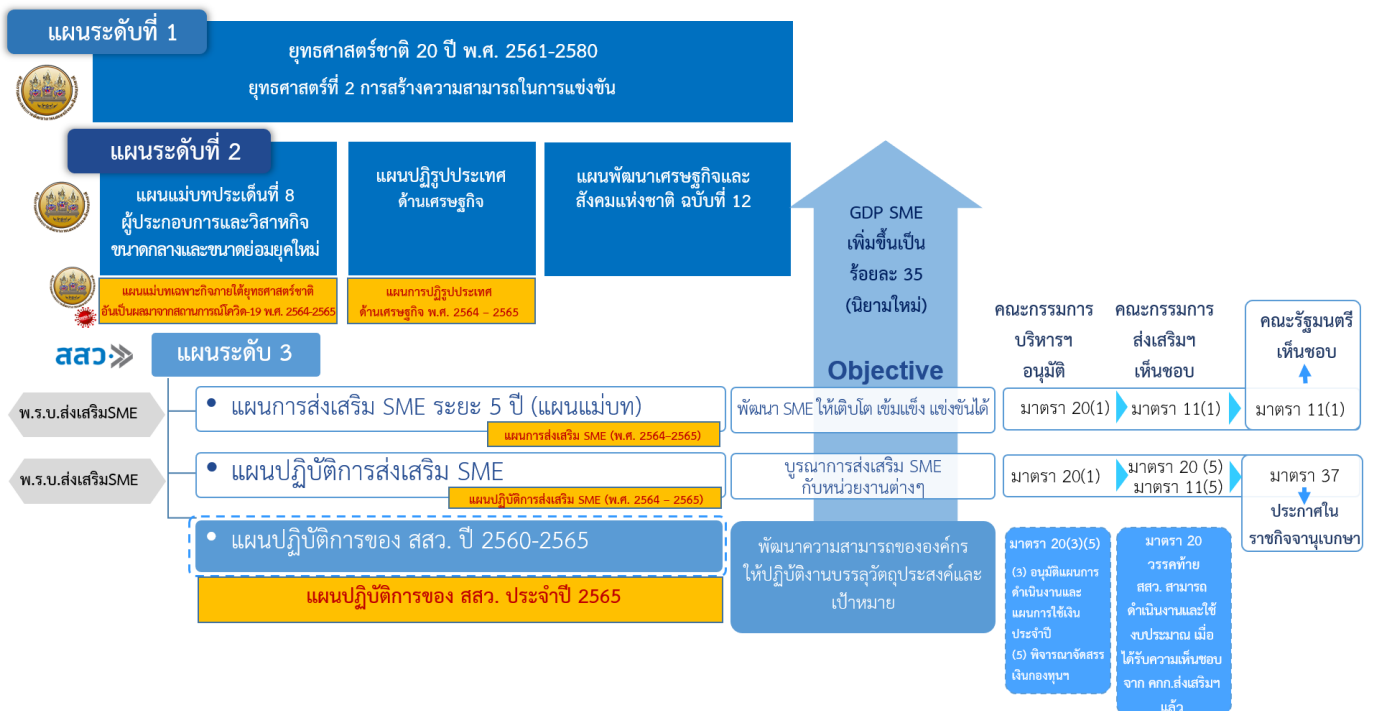 แผนระดับที่ 1
ยุทธศาสตร์ชาติ 20 ปี พ.ศ. 2561-2580
ยุทธศาสตร์ที่ 2 การสร้างความสามารถในการแข่งขัน
แผนระดับที่ 2
แผนแม่บทประเด็นที่ 8
ผู้ประกอบการและวิสาหกิจ
ขนาดกลางและขนาดย่อมยุคใหม่
แผนปฏิรูปประเทศ
ด้านเศรษฐกิจ
แผนพัฒนาเศรษฐกิจและ
สังคมแห่งชาติ ฉบับที่ 12
แผนแม่บทเฉพาะกิจภายใต้ยุทธศาสตร์ชาติ
อันเป็นผลมาจากสถานการณ์โควิด-19 พ.ศ. 2564-2565
แผนการปฏิรูปประเทศ
ด้านเศรษฐกิจ พ.ศ. 2564 – 2565
GDP SME
เพิ่มขึ้นเป็น
ร้อยละ 35
(นิยามใหม่)
Objective
คณะกรรมการ
บริหารฯ
อนุมัติ
คณะกรรมการ
ส่งเสริมฯ
เห็นชอบ
คณะรัฐมนตรี
เห็นชอบ
สสว
แผนระดับ 3
พ.ร.บ.ส่งเสริมSME
• แผนการส่งเสริม SME ระยะ 5 ปี (แผนแม่บท)
แผนการส่งเสริม SME (พ.ศ. 2564–2565)
พัฒนา SME ให้เติบโต เข้มแข็ง แข่งขันได้
มาตรา 20(1)
มาตรา 11(1)
มาตรา 11(1)
พ.ร.บ.ส่งเสริมSME
• แผนปฏิบัติการส่งเสริม SME
แผนปฏิบัติการส่งเสริม SME (พ.ศ. 2564 – 2565)
บูรณาการส่งเสริม SME
กับหน่วยงานต่างๆ
มาตรา 20(1)
มาตรา 20 (5)
มาตรา 11(5)
มาตรา 37
ประกาศใน
ราชกิจจานุเบกษา
• แผนปฏิบัติการของ สสว. ปี 2560-2565
แผนปฏิบัติการของ สสว. ประจำปี 2565
พัฒนาความสามารถขององค์กร
ให้ปฏิบัติงานบรรลุวัตถุประสงค์และ
เป้าหมาย
มาตรา 20(3)(5)
(3) อนุมัติแผนการ
ดำเนินงานและ
แผนการใช้เงิน
ประจำปี
(5) พิจารณาจัดสรร
เงินกองทุนฯ
มาตรา 20
วรรคท้าย
สสว. สามารถ
ดำเนินงานและใช้
งบประมาณ เมื่อ
ได้รับความเห็นชอบ
จาก คกก.ส่งเสริมฯ
แล้ว